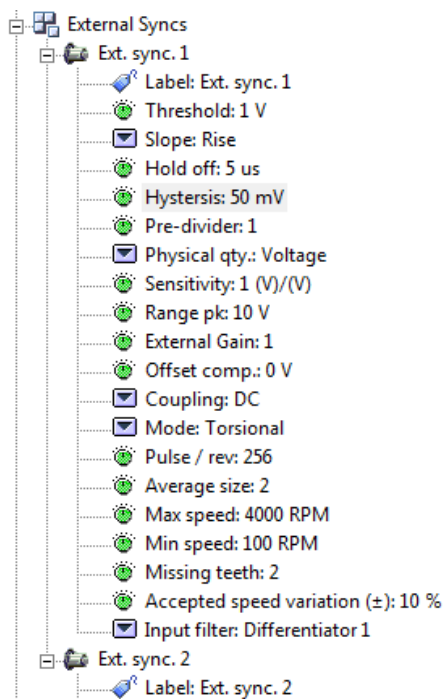 External Syncs
Ext. sync. 1
Label: Ext. sync. 1
Threshold: 1 V
Slope: Rise
Hold off: 5 us
Hystersis: 50 mV
Pre-divider: 1
Physical qty.: Voltage
Sensitivity: 1 (V)/(V)
Range pk: 10 V
External Gain: 1
Offset comp.: 0 V
Coupling: DC
Mode: Torsional
Pulse / rev: 256
Average size: 2
Max speed: 4000 RPM
Min speed: 100 RPM
Missing teeth: 2
Accepted speed variation (±): 10 %
Input filter: Differentiator 1
Ext. sync. 2
Label: Ext. sync. 2